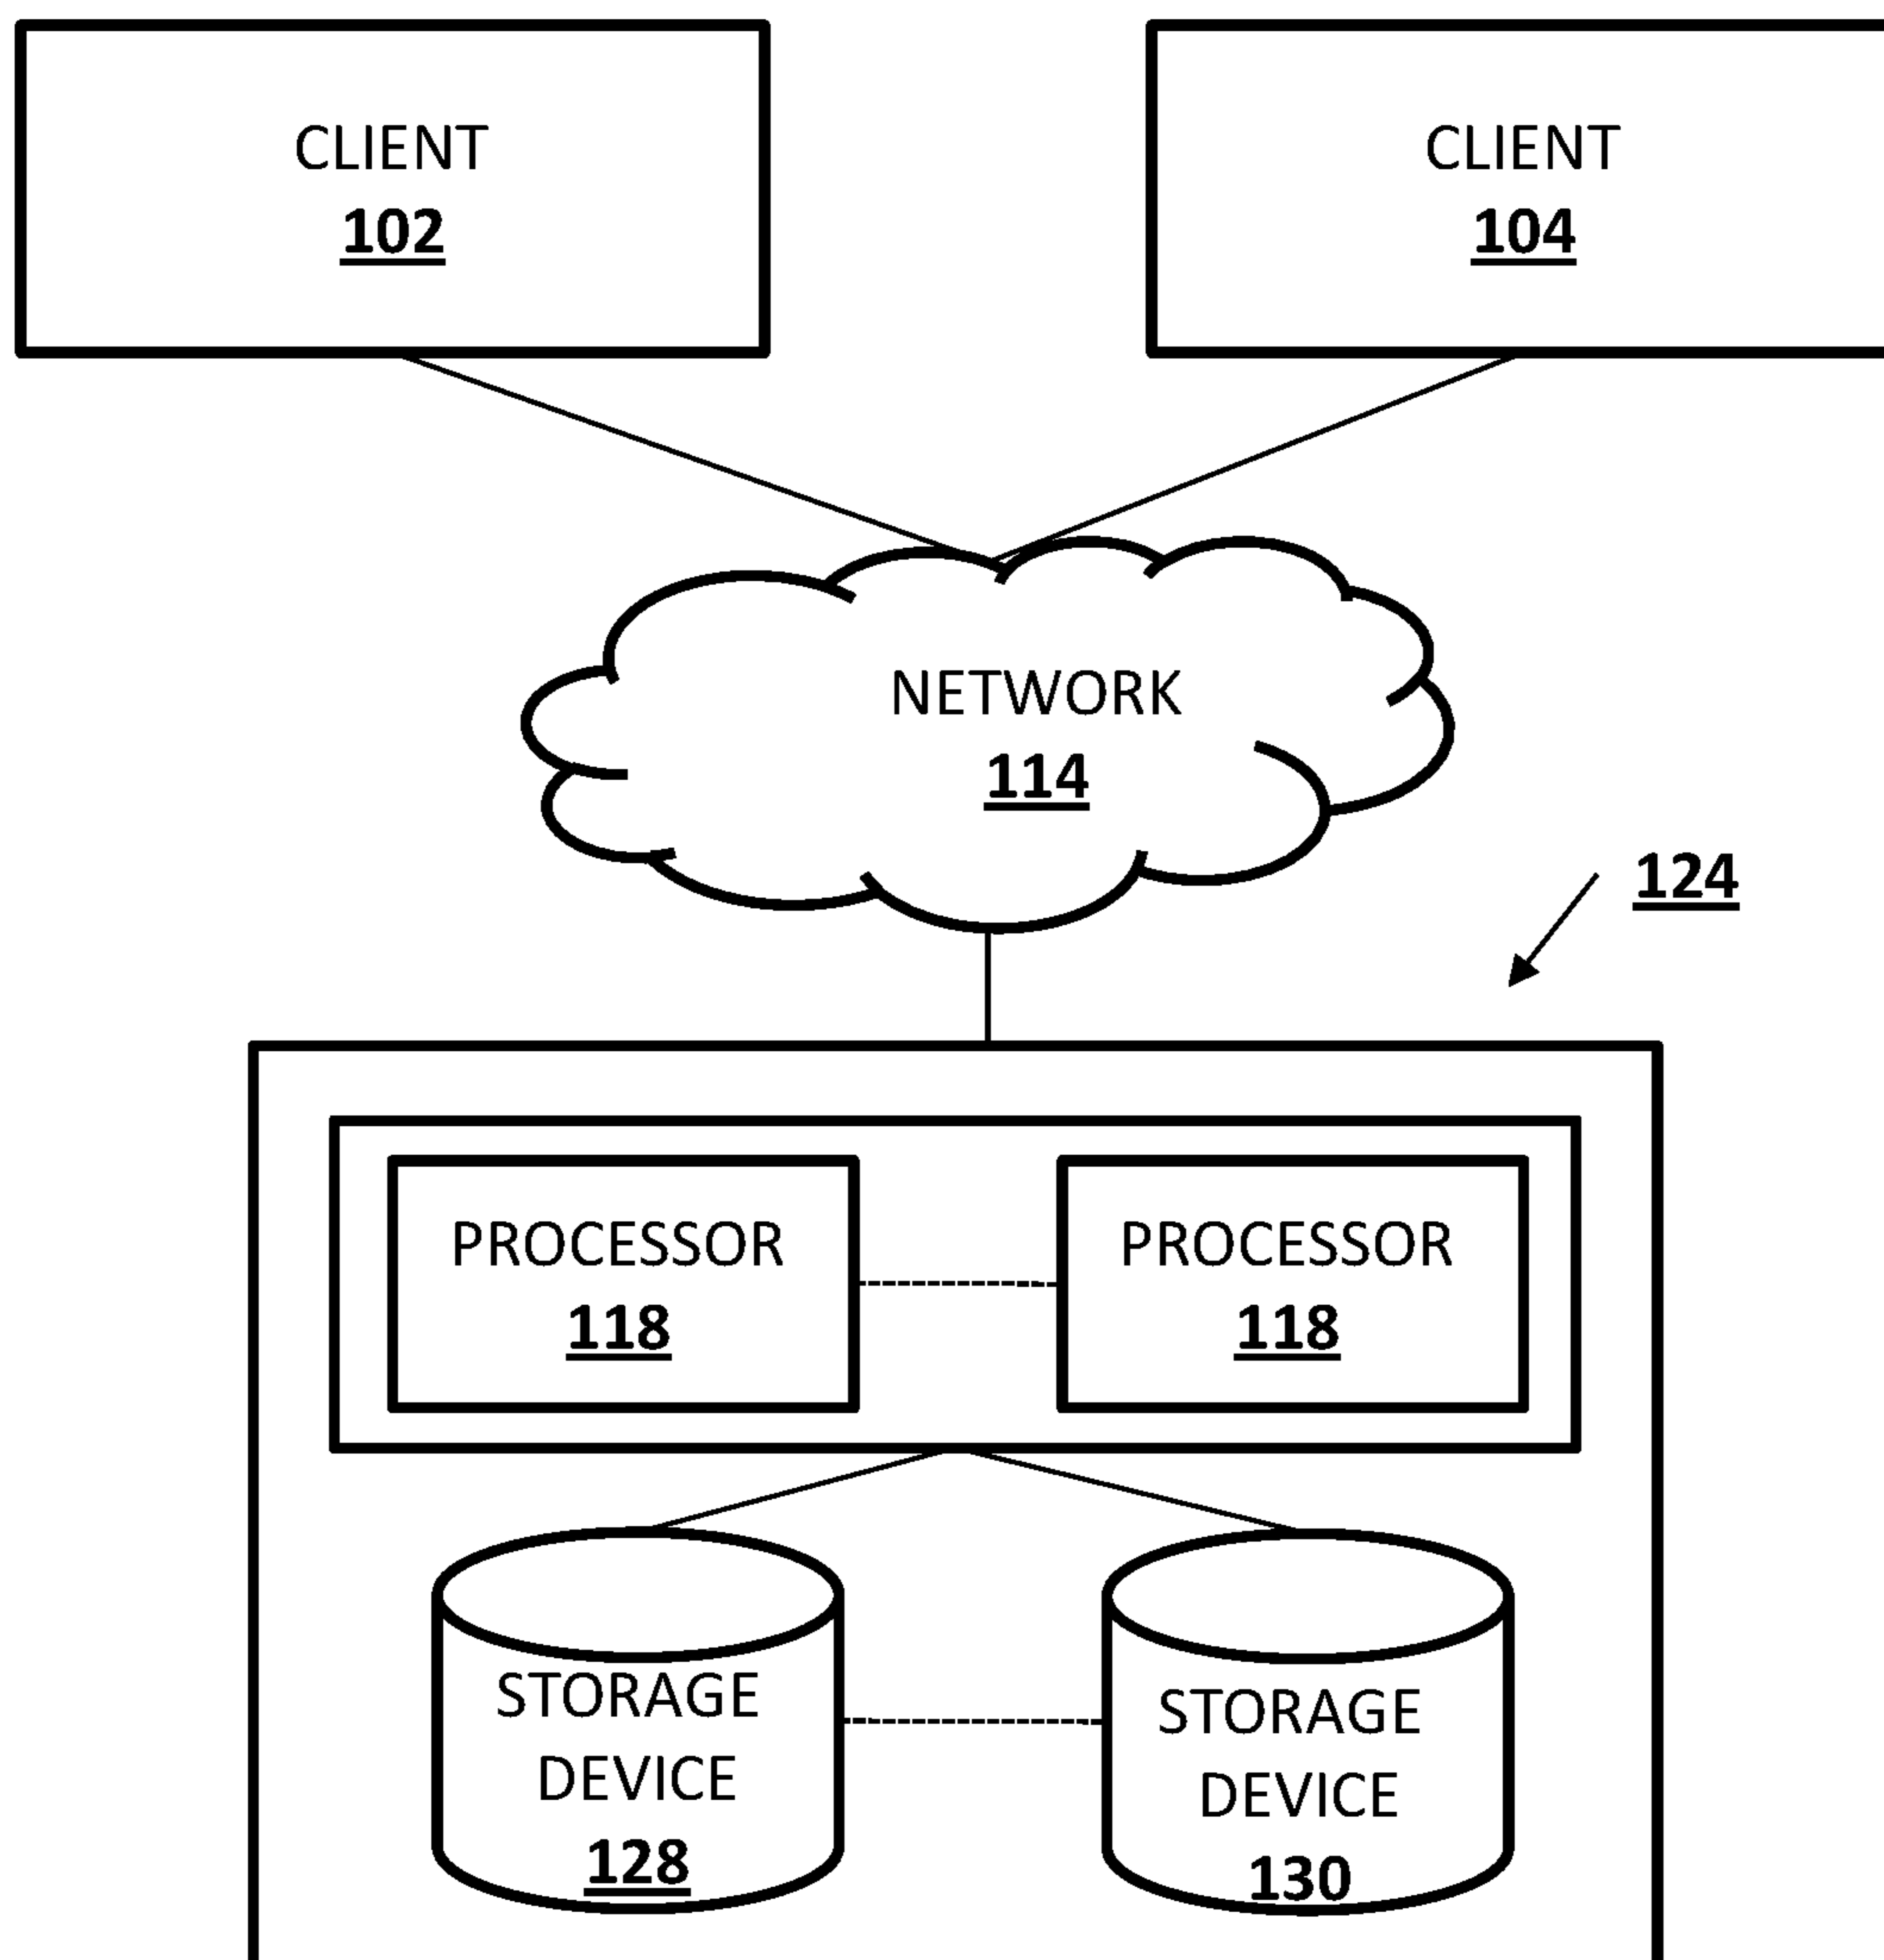 CLIENT
102
CLIENT
104
NETWORK
114
124
PROCESSOR
118
PROCESSOR
118
STORAGE
DEVICE
128
STORAGE
DEVICE
130